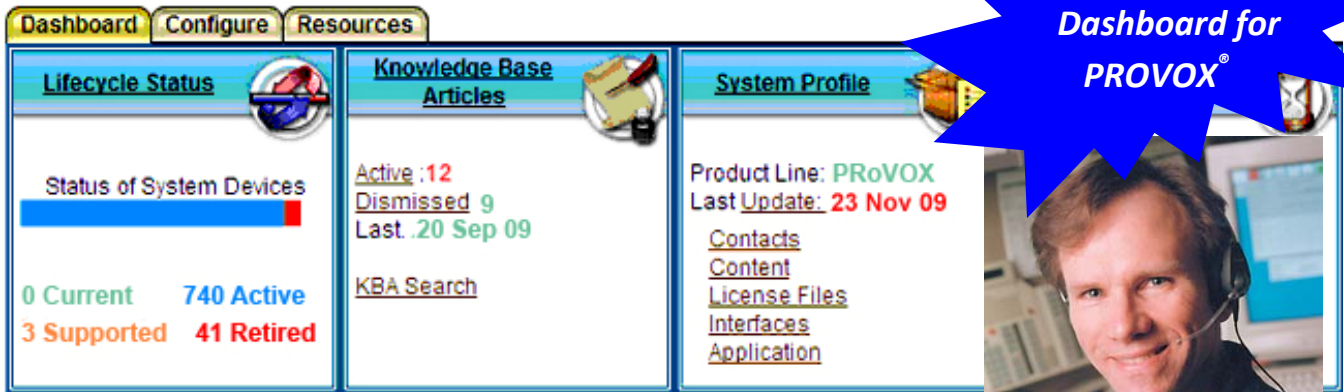 Dashboard Configure Resources
Dashboard for
PROVOX®
Lifecycle Status
Status of System Devices
0 Current 740 Active
3 Supported 41 Retired
Knowledge Base
Articles
Active :12
Dismissed 9
Last. .20 Sep 09
KBA Search
System Profile
Product Line: PRoVOX
Last Update: 23 Nov 09
Contacts
Content
License Files
Interfaces
Application